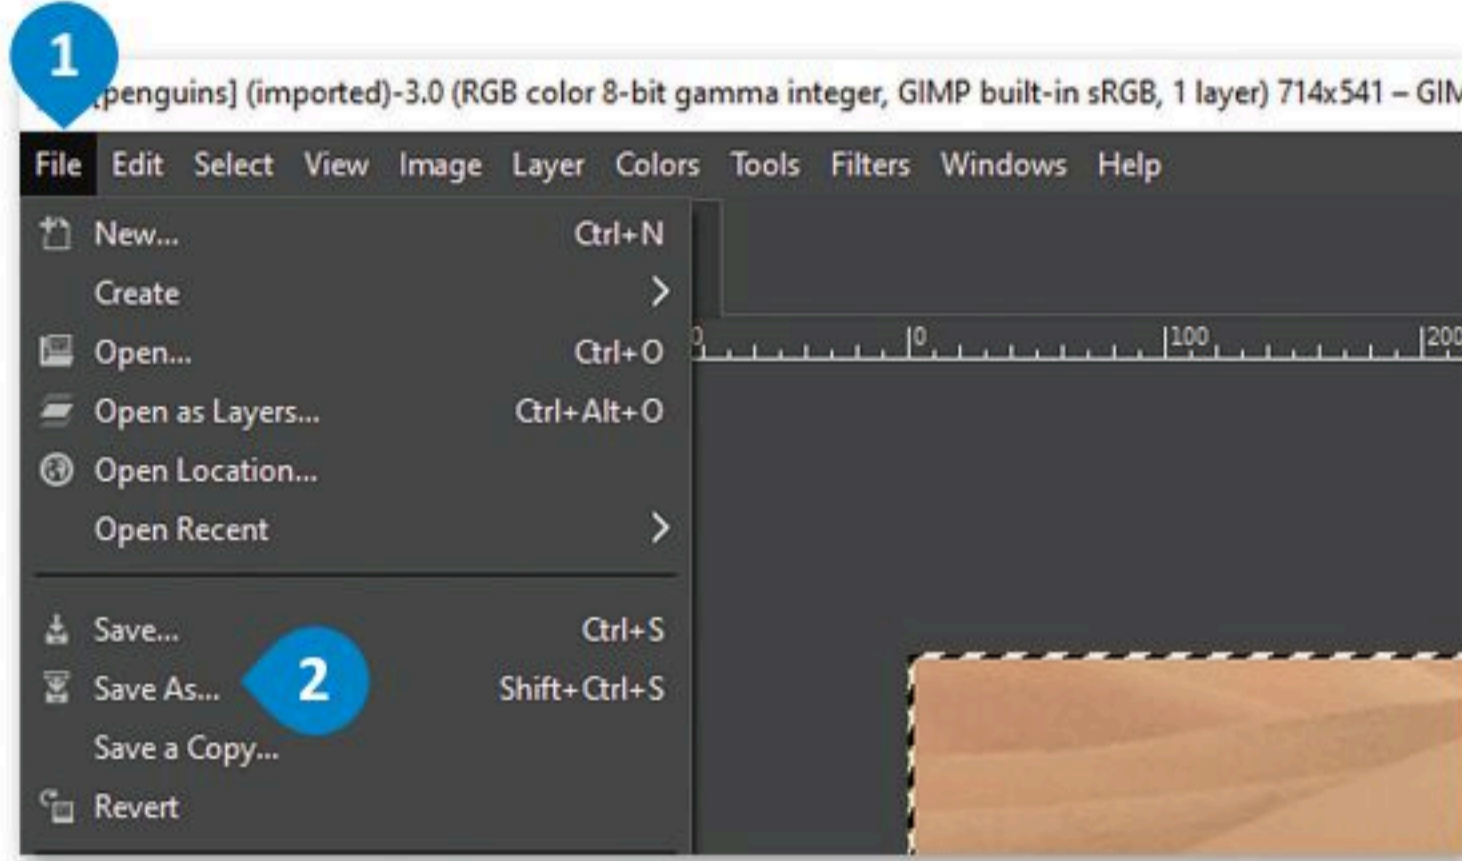 1
[penguins] (imported)-3.0 (RGB color 8-bit gamma integer, GIMP built-in sRGB, 1 layer) 714x541 – GIM
File Edit Select View Image Layer Colors Tools Filters Windows Help
New... Ctrl+N
Create
Open... Ctrl+O
0 100 200
Open as Layers... Ctrl+Alt+O
Open Location...
Open Recent
Save... Ctrl+S
Save As... 2 Shift+Ctrl+S
Save a Copy...
Revert